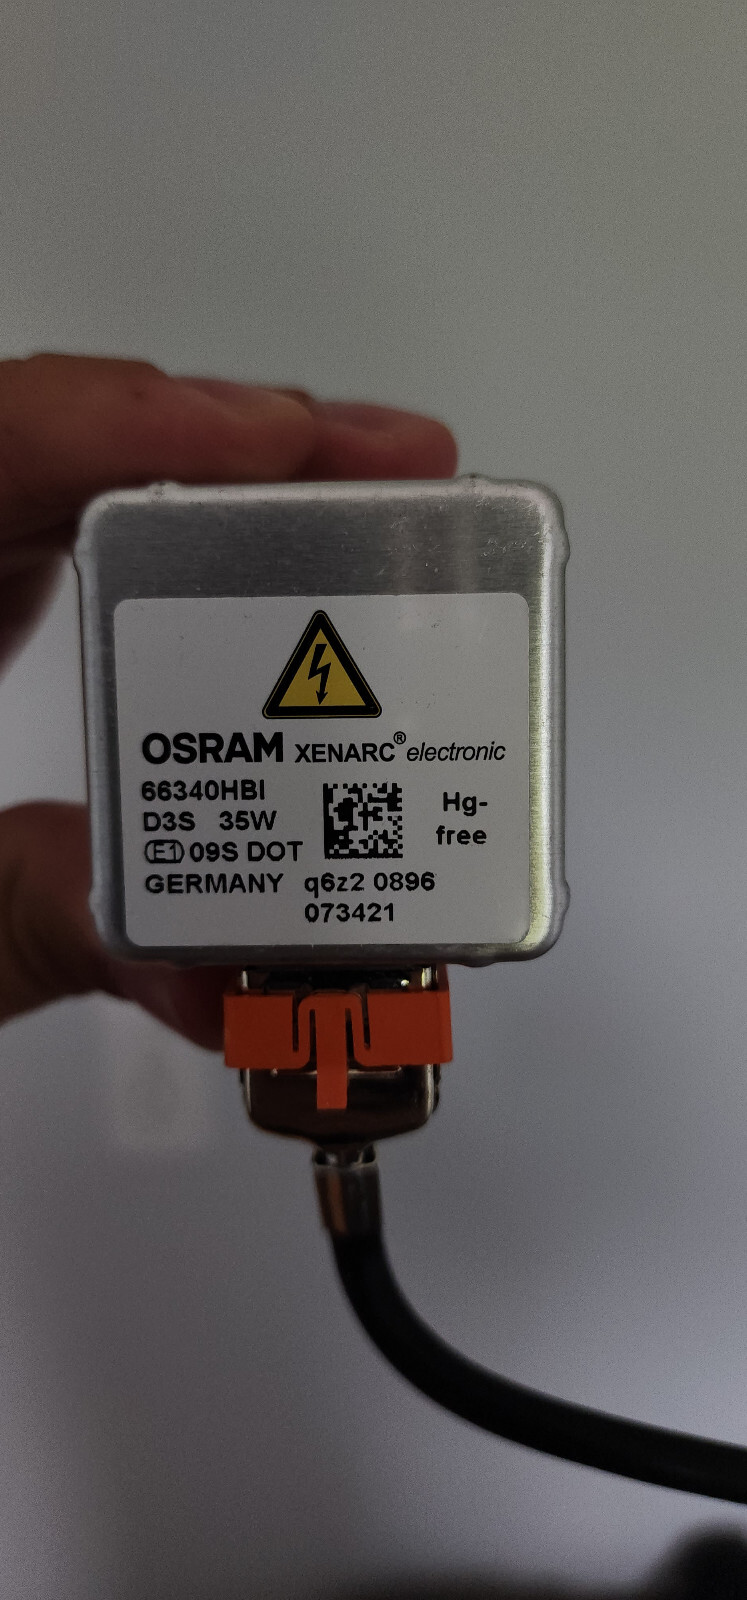 OSRAM XENARC® electronic
66340HBI
D3S 35W
Hg-
free
E1 09S DOT
GERMANY q6z2 0896
073421